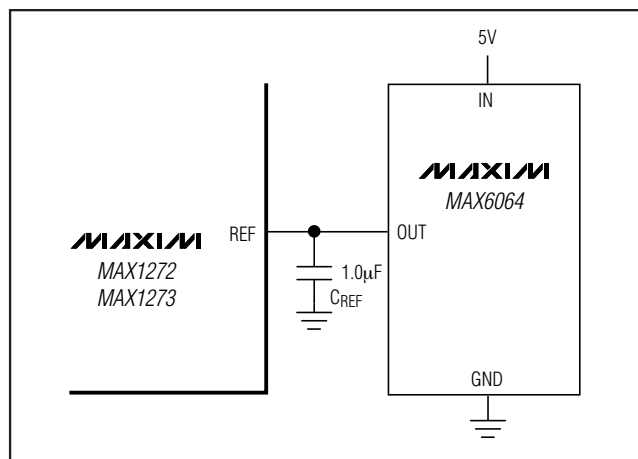 5V
IN
MAXIM
MAX6064
REF
OUT
MAXIM
MAX1272
MAX1273
1.0µF
CREF
GND